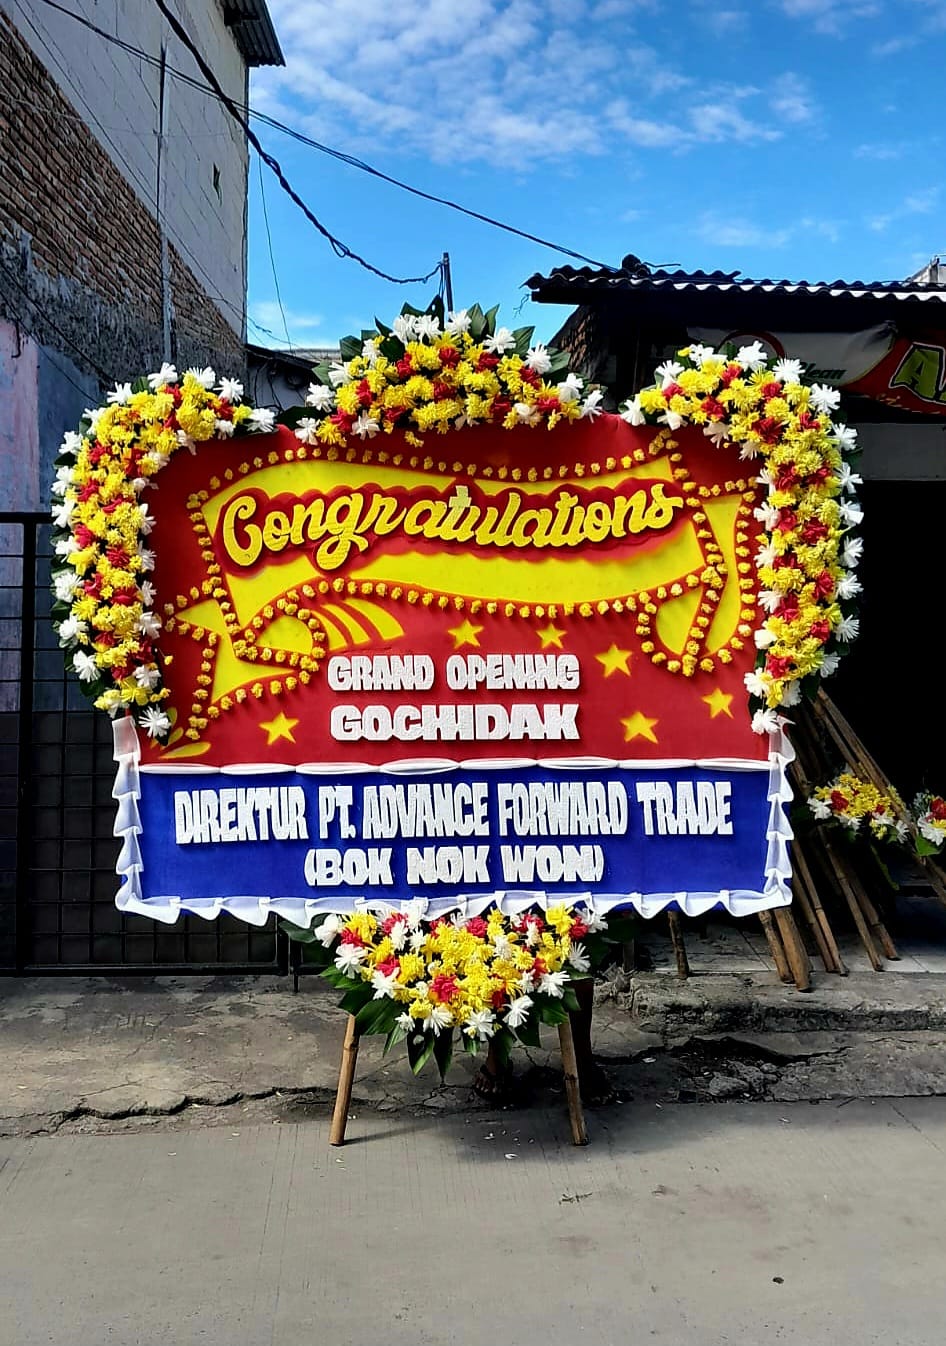 Congratulations
GRAND OPENING
GOCHIDAK
DIREKTUR PT. ADVANCE FORWARD TRADE
(BOK NOK WON)